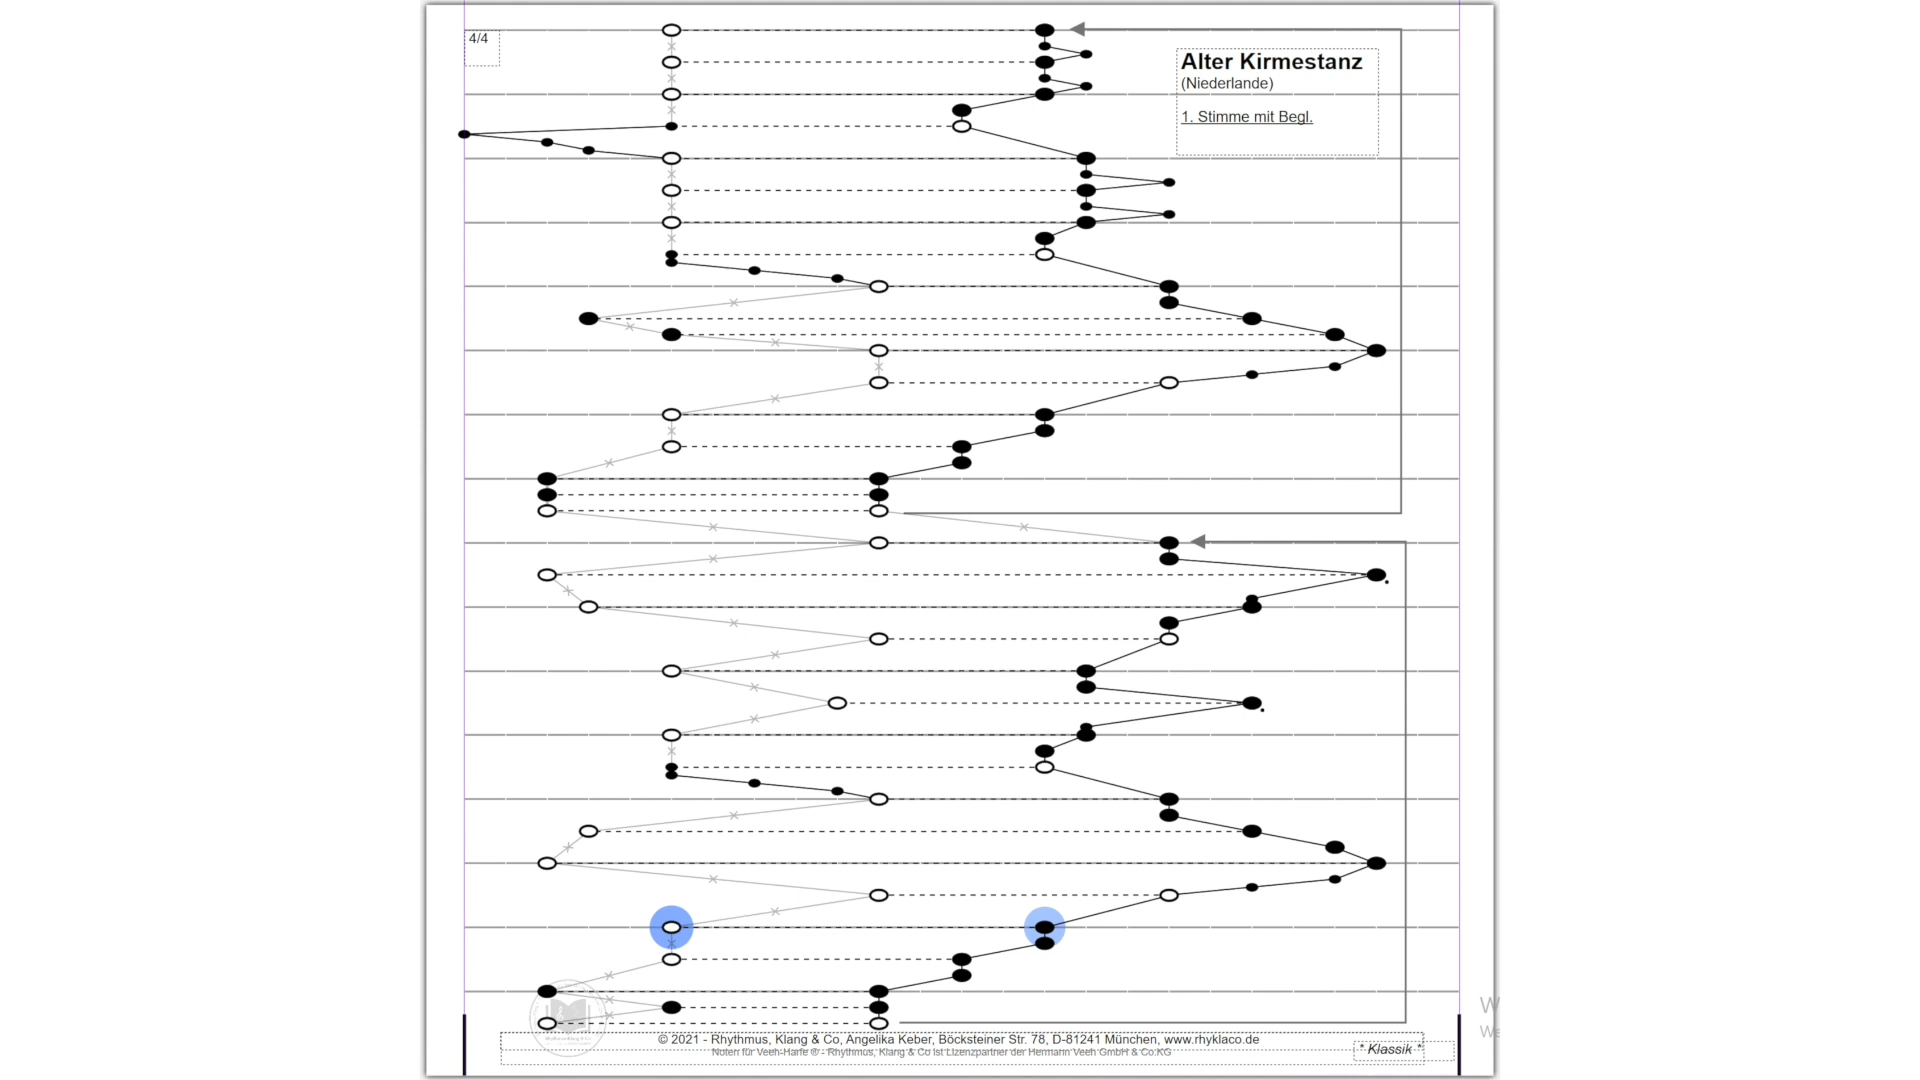 4/4
Alter Kirmestanz
(Niederlande)
1. Stimme mit Begl.
© 2021 - Rhythmus, Klang & Co, Angelika Keber, Böcksteiner Str. 78, D-81241 München, www.rhyklaco.de
Noten für Veeh-Harfe ® - Rhythmus, Klang & Co ist Lizenzpartner der Hermann Veeh GmbH & Co.KG
* Klassik *